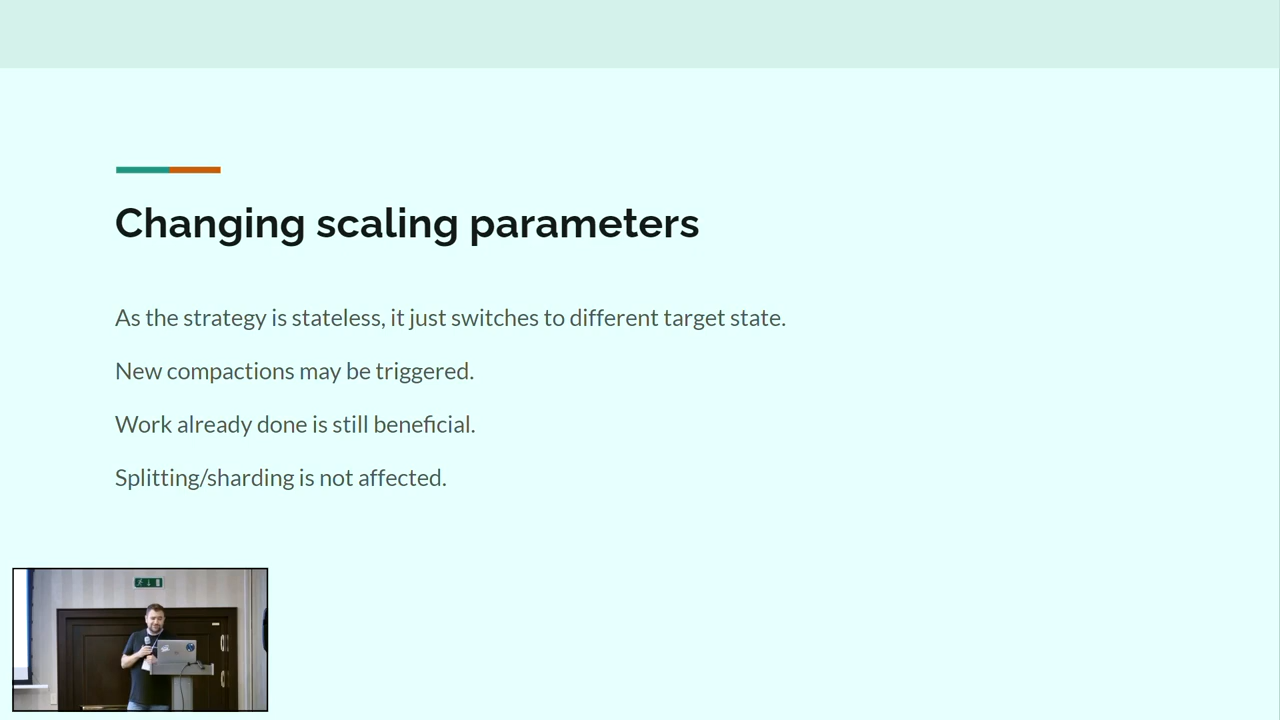 Changing scaling parameters
As the strategy is stateless, it just switches to different target state.
New compactions may be triggered.
Work already done is still beneficial.
Splitting/sharding is not affected.